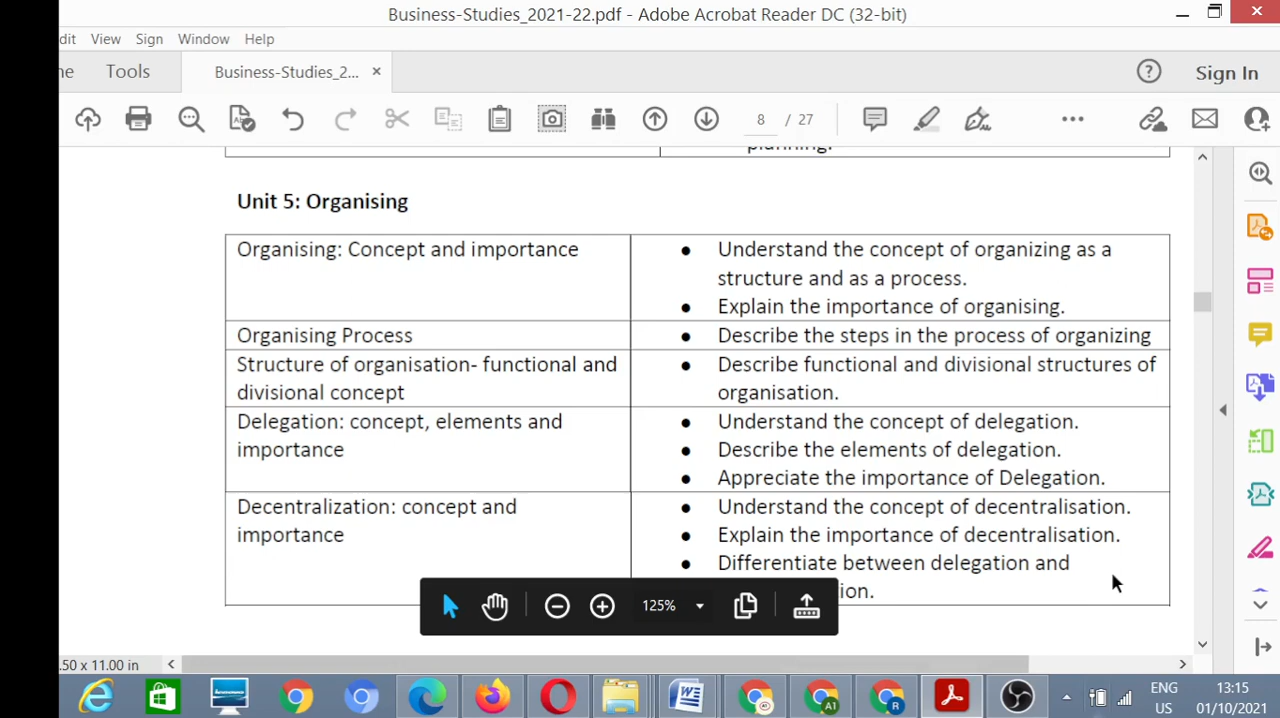 Business-Studies_2021-22.pdf - Adobe Acrobat Reader DC (32-bit)
dit View Sign Window Help
me Tools Business-Studies_2... × Sign In
8 / 27
planning.
Unit 5: Organising
Organising: Concept and importance
● Understand the concept of organizing as a
structure and as a process.
● Explain the importance of organising.
Organising Process
● Describe the steps in the process of organizing
Structure of organisation- functional and
divisional concept
● Describe functional and divisional structures of
organisation.
Delegation: concept, elements and
importance
● Understand the concept of delegation.
● Describe the elements of delegation.
● Appreciate the importance of Delegation.
Decentralization: concept and
importance
● Understand the concept of decentralisation.
● Explain the importance of decentralisation.
● Differentiate between delegation and
ion.
125%
.50 x 11.00 in
ENG 13:15
US 01/10/2021